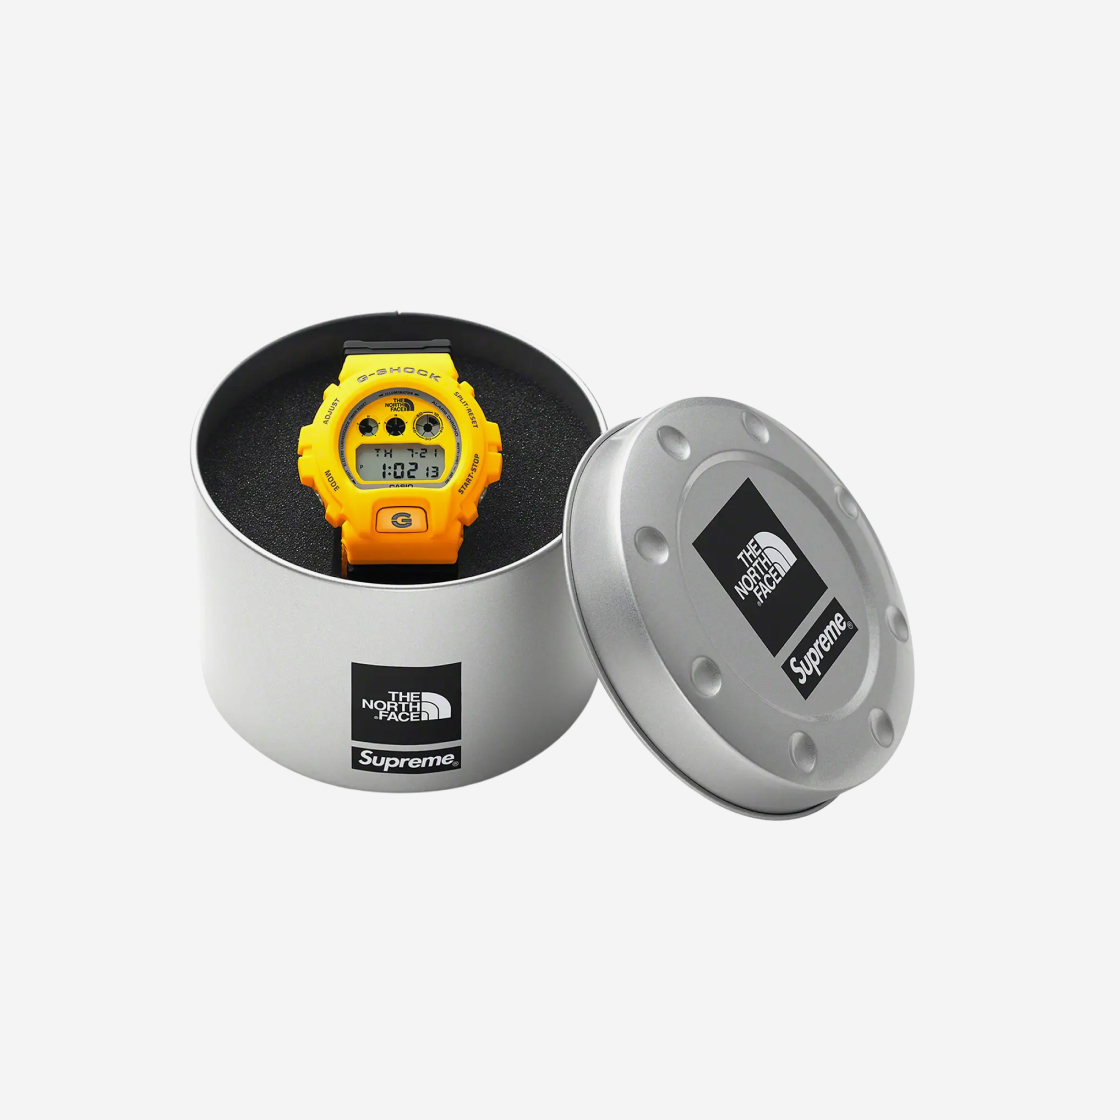 G-SHOCK
ADJUST
SPLIT·RESET
THE
NORTH
FACE
TH 7-21
1:02 13
CASIO
MODE
START·STOP
G
THE
NORTH
FACE
Supreme®
THE
NORTH
FACE
Supreme®